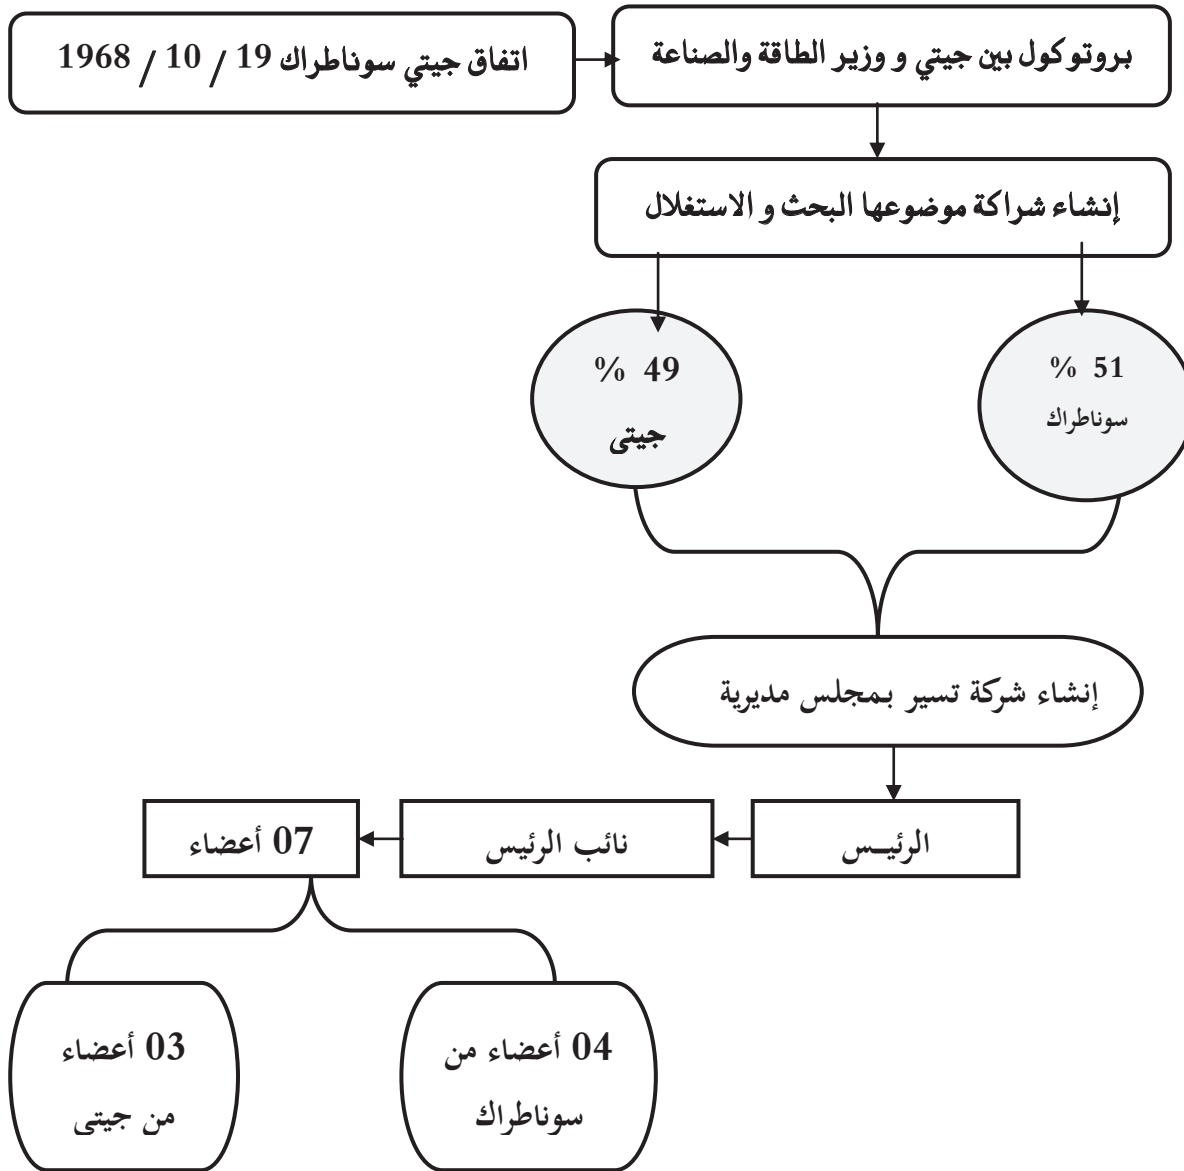 بروتوكول بين جيتي و وزير الطاقة والصناعة
اتفاق جيتي سوناطراك 19 / 10 / 1968
إنشاء شراكة موضوعها البحث و الاستغلال
51 %
سوناطراك
49 %
جيتى
إنشاء شركة تسير بمجلس مديرية
الرئيــس
نائب الرئيس
07 أعضاء
04 أعضاء من
سوناطراك
03 أعضاء
من جيتى